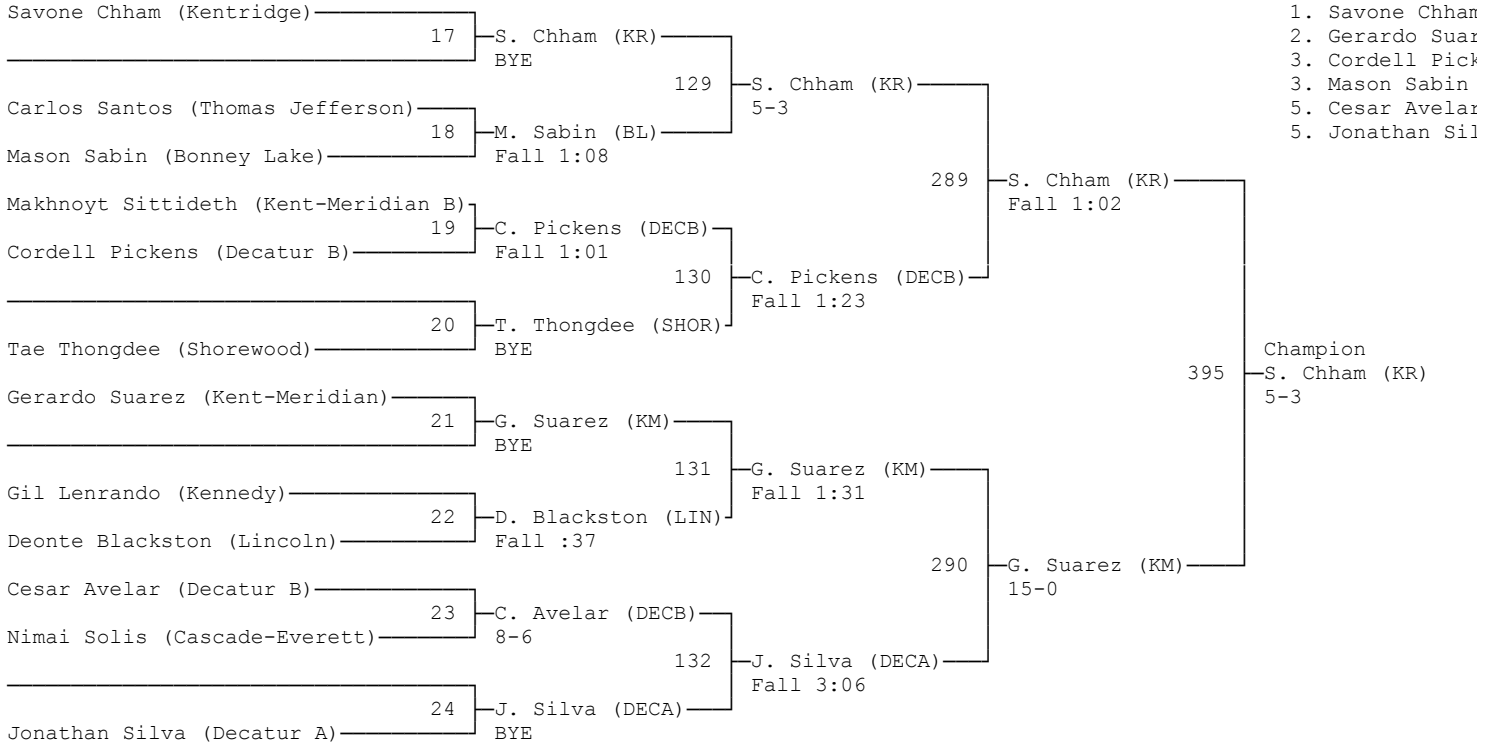 Savone Chham (Kentridge)
17 S. Chham (KR)
BYE
129 S. Chham (KR)
5-3
Carlos Santos (Thomas Jefferson)
18 M. Sabin (BL)
Mason Sabin (Bonney Lake)
Fall 1:08
289 S. Chham (KR)
Fall 1:02
Makhnoyt Sittideth (Kent-Meridian B)
19 C. Pickens (DECB)
Cordell Pickens (Decatur B)
Fall 1:01
130 C. Pickens (DECB)
Fall 1:23
20 T. Thongdee (SHOR)
Tae Thongdee (Shorewood)
BYE
395 Champion
S. Chham (KR)
5-3
Gerardo Suarez (Kent-Meridian)
21 G. Suarez (KM)
BYE
131 G. Suarez (KM)
Fall 1:31
Gil Lenrando (Kennedy)
22 D. Blackston (LIN)
Deonte Blackston (Lincoln)
Fall :37
290 G. Suarez (KM)
15-0
Cesar Avelar (Decatur B)
23 C. Avelar (DECB)
Nimai Solis (Cascade-Everett)
8-6
132 J. Silva (DECA)
Fall 3:06
24 J. Silva (DECA)
Jonathan Silva (Decatur A)
BYE
1. Savone Chham
2. Gerardo
3. Cordell
3. Mason Sabin
5. Cesar Avelar
5. Jonathan